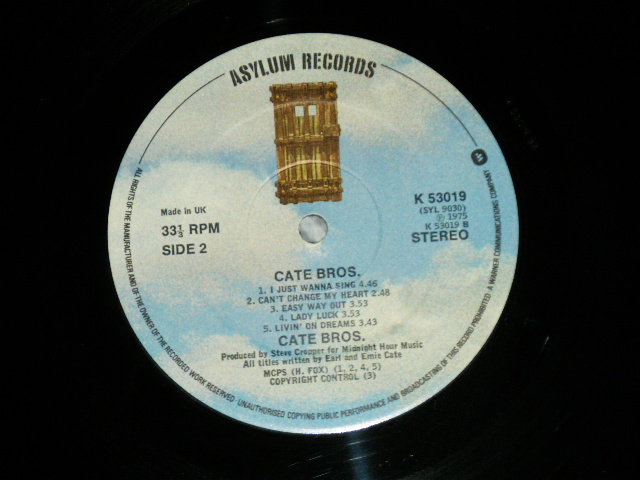 ASYLUM RECORDS
Made in UK
33⅓ RPM
SIDE 2
K 53019
(SYL 9030)
℗ 1975
K 53019 B
STEREO
CATE BROS.
1. I JUST WANNA SING 4.46
2. CAN'T CHANGE MY HEART 2.48
3. EASY WAY OUT 3.53
4. LADY LUCK 3.53
5. LIVIN' ON DREAMS 3.43
CATE BROS.
Produced by Steve Cropper for Midnight Hour Music
All titles written by Earl and Ernie Cate
MCPS (H. FOX) (1, 2, 4, 5)
COPYRIGHT CONTROL (3)
ALL RIGHTS OF THE MANUFACTURER AND OF THE OWNER OF THE RECORDED WORK RESERVED. UNAUTHORISED COPYING PUBLIC PERFORMANCE AND BROADCASTING OF THIS RECORD PROHIBITED. A WARNER COMMUNICATIONS COMPANY.